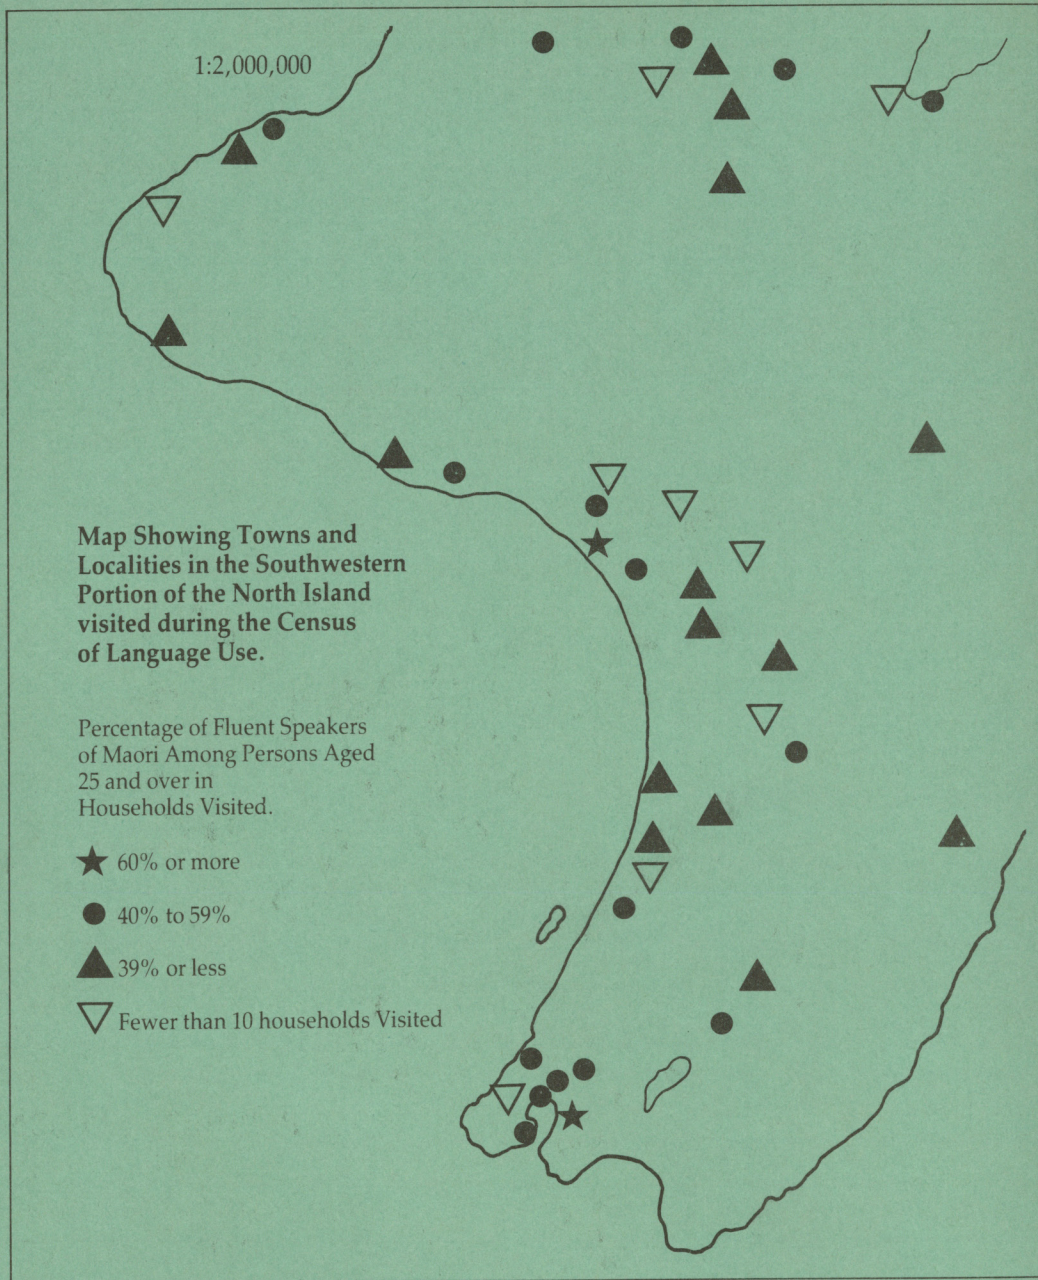 1:2,000,000
Map Showing Towns and
Localities in the Southwestern
Portion of the North Island
visited during the Census
of Language Use.
Percentage of Fluent Speakers
of Maori Among Persons Aged
25 and over in
Households Visited.
60% or more
40% to 59%
39% or less
Fewer than 10 households Visited